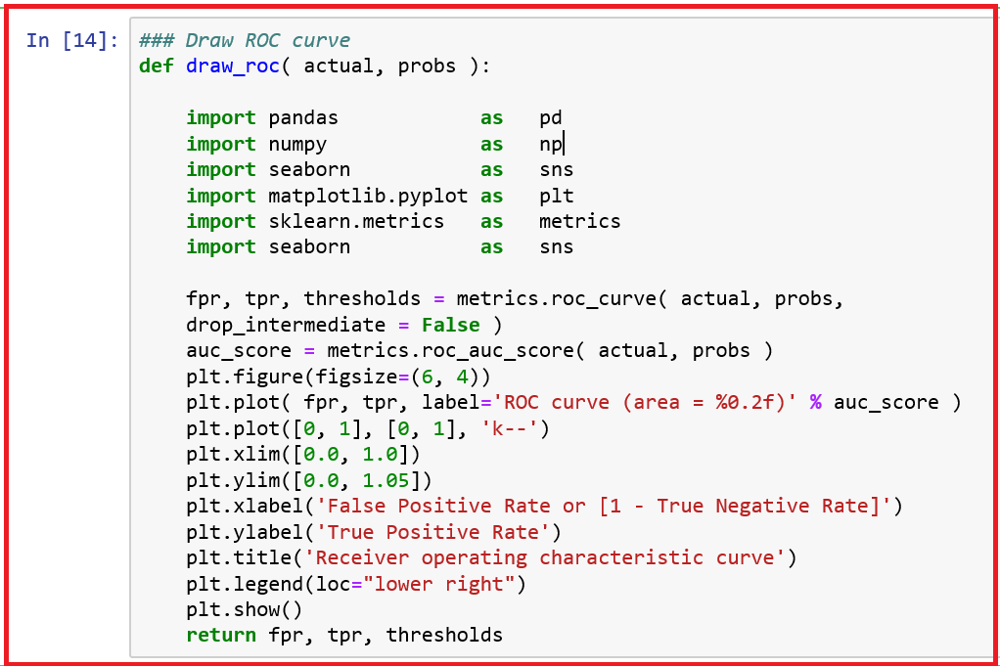 In [14]: ### Draw ROC curve
def draw_roc( actual, probs ):
import pandas as pd
import numpy as np
import seaborn as sns
import matplotlib.pyplot as plt
import sklearn.metrics as metrics
import seaborn as sns
fpr, tpr, thresholds = metrics.roc_curve( actual, probs,
drop_intermediate = False )
auc_score = metrics.roc_auc_score( actual, probs )
plt.figure(figsize=(6, 4))
plt.plot( fpr, tpr, label='ROC curve (area = %0.2f)' % auc_score )
plt.plot([0, 1], [0, 1], 'k--')
plt.xlim([0.0, 1.0])
plt.ylim([0.0, 1.05])
plt.xlabel('False Positive Rate or [1 - True Negative Rate]')
plt.ylabel('True Positive Rate')
plt.title('Receiver operating characteristic curve')
plt.legend(loc="lower right")
plt.show()
return fpr, tpr, thresholds